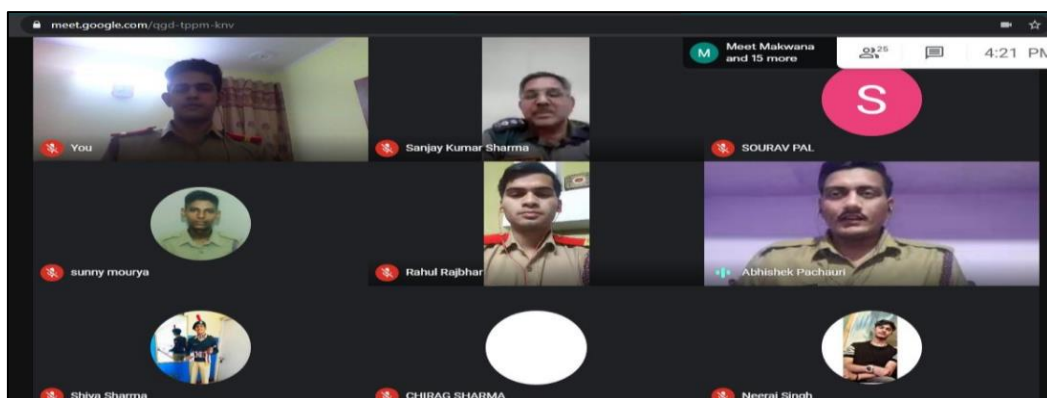 meet.google.com/qgd-tppm-knv
M
Meet Makwana
and 15 more
25
4:21 PM
S
You
Sanjay Kumar Sharma
SOURAV PAL
sunny mourya
Rahul Rajbhar
Abhishek Pachauri
Shiva Sharma
CHIRAG SHARMA
Neeraj Singh